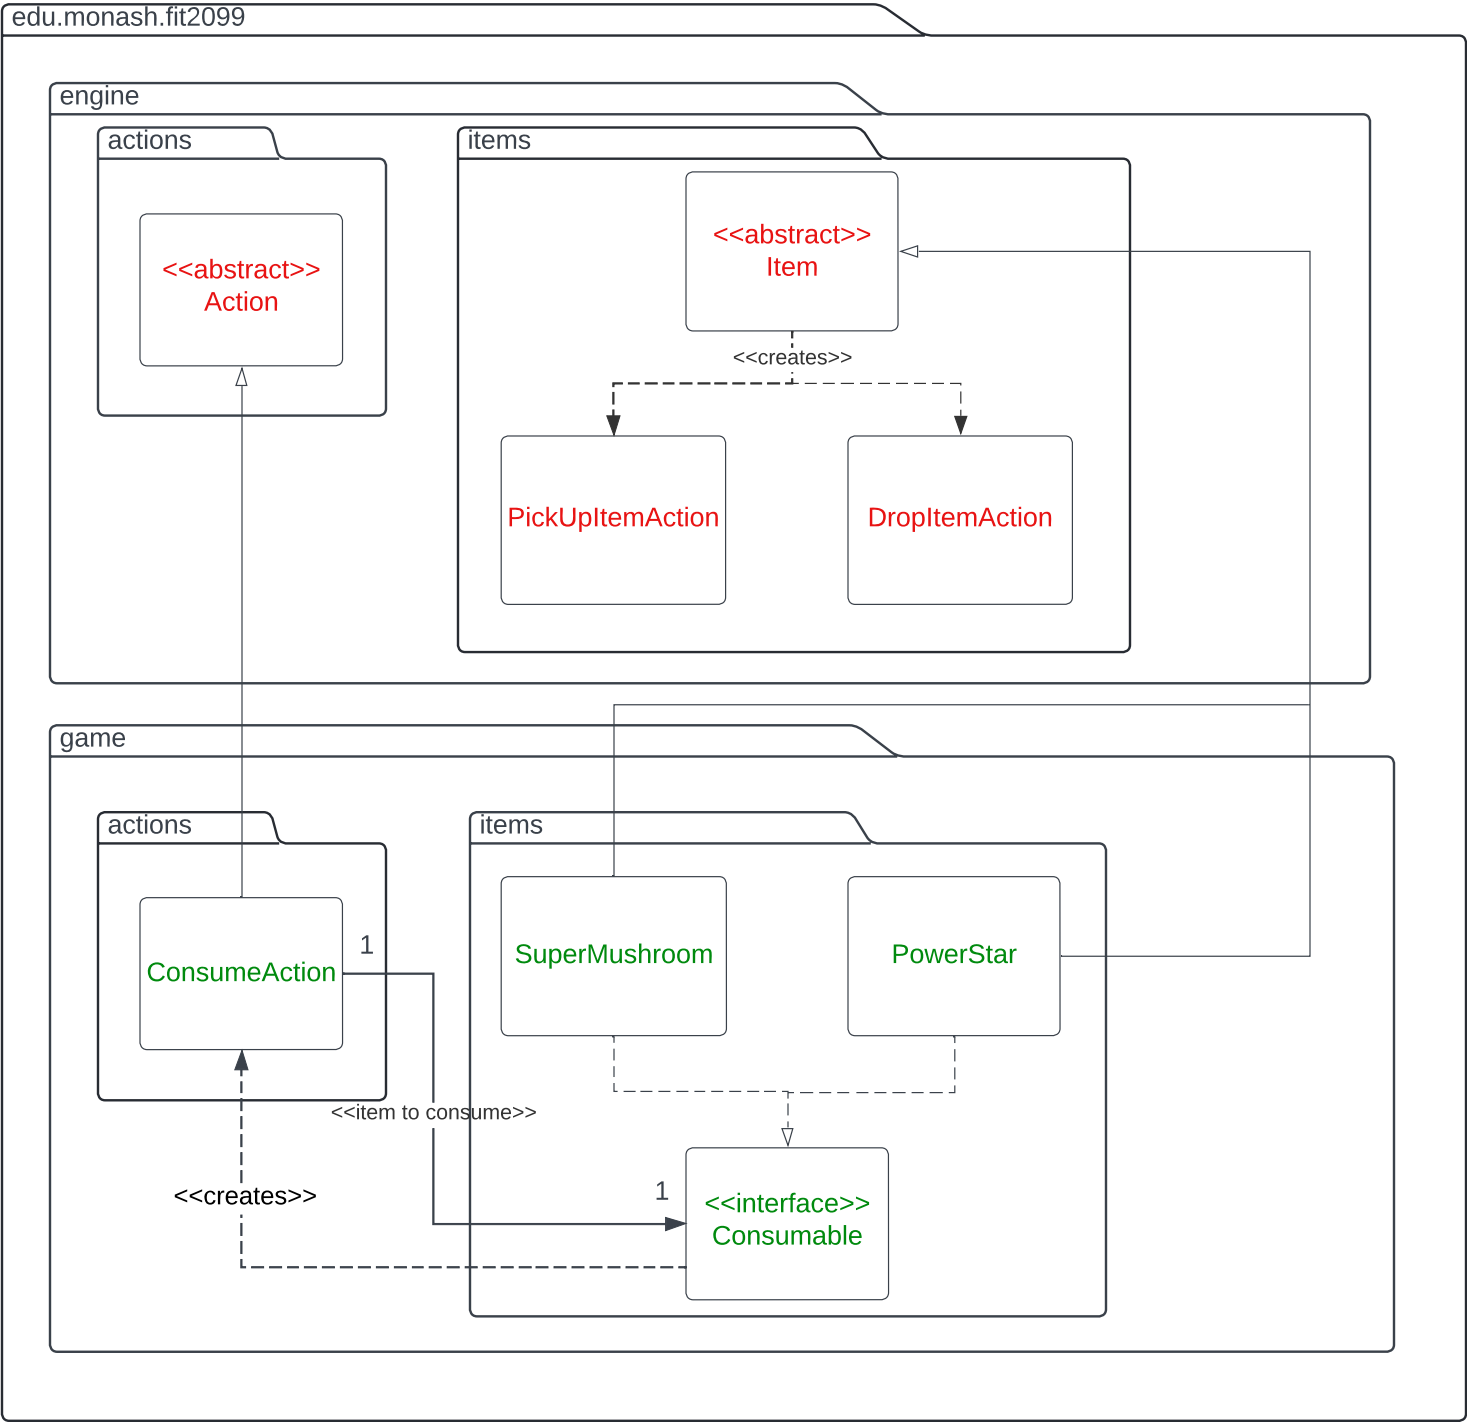 edu.monash.fit2099
engine
actions
items
<<abstract>>
Action
<<abstract>>
Item
<<creates>>
PickUpItemAction
DropItemAction
game
actions
items
ConsumeAction
1
SuperMushroom
PowerStar
<<item to consume>>
<<creates>>
1
<<interface>>
Consumable